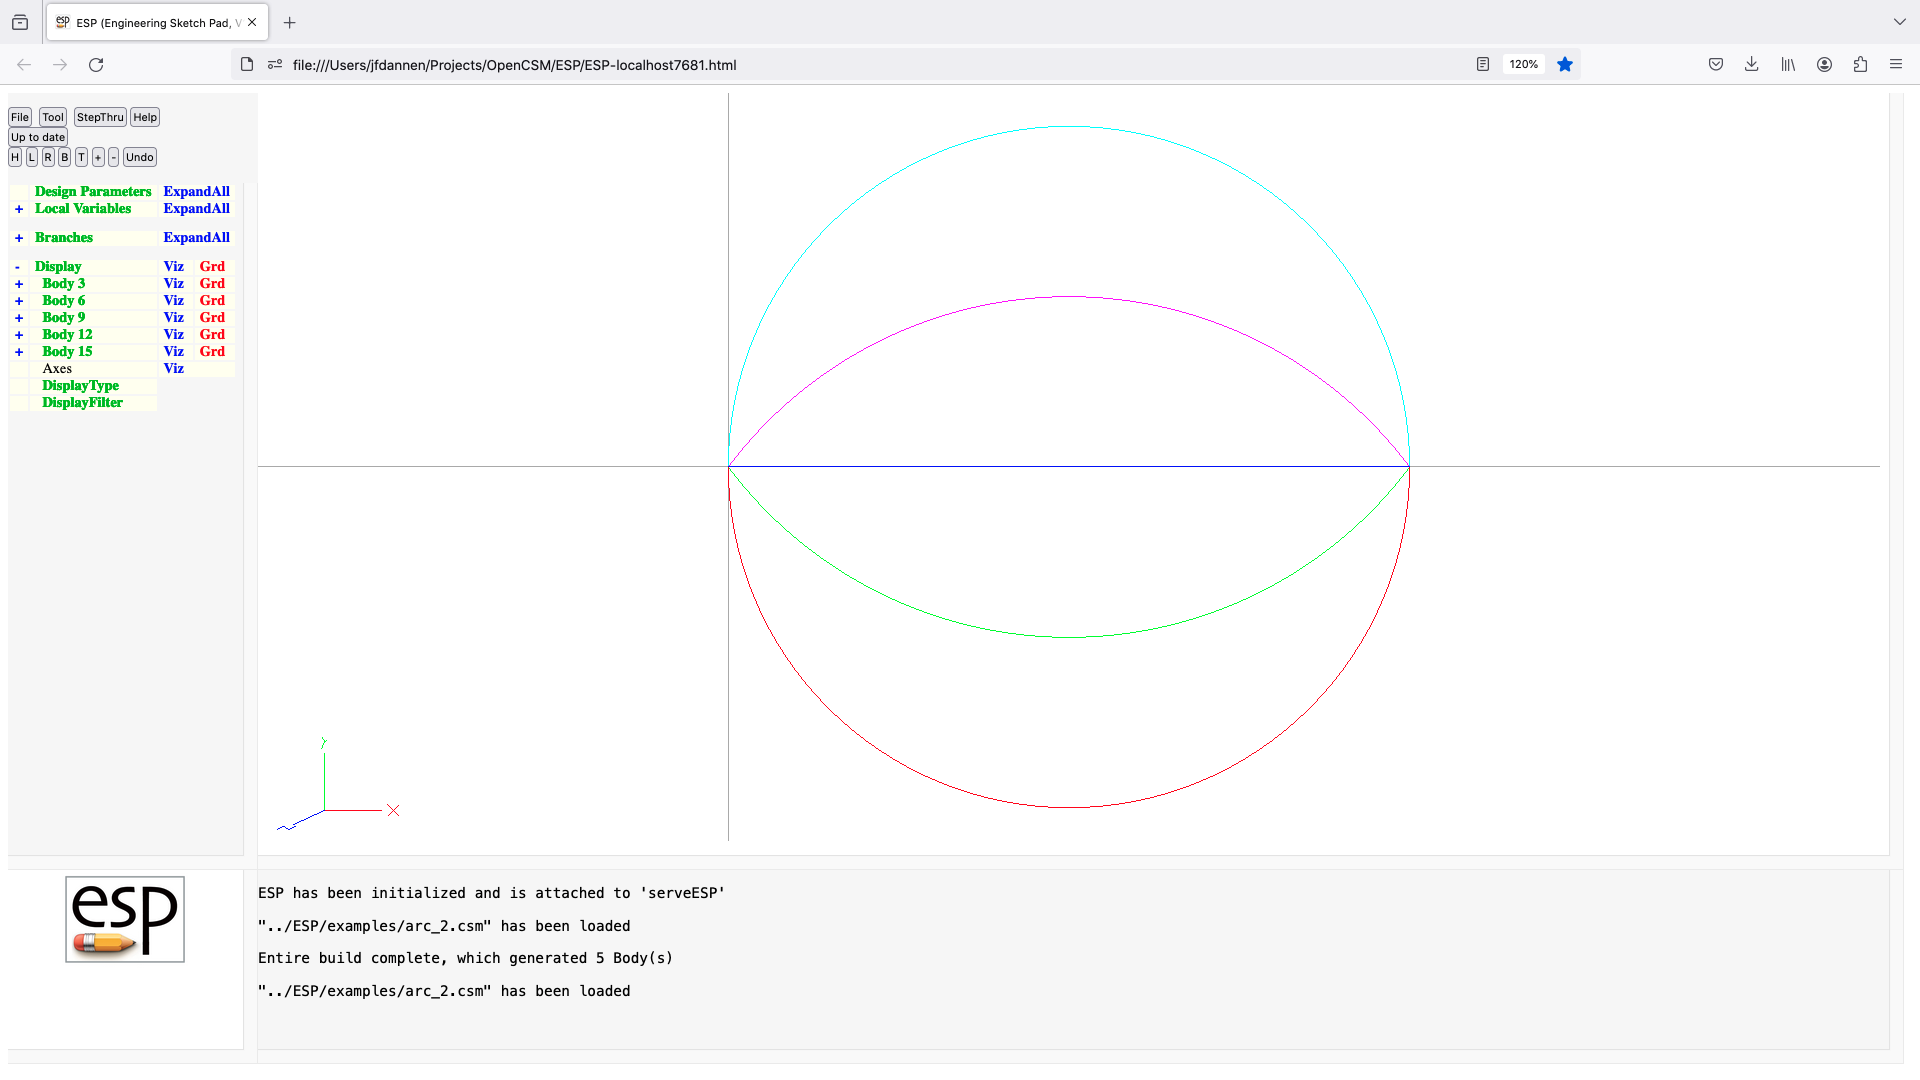 ESP (Engineering Sketch Pad, V
file:///Users/jfdannen/Projects/OpenCSM/ESP/ESP-localhost7681.html
120%
File Tool StepThru Help
Up to date
H L R B T + - Undo
Design Parameters ExpandAll
+ Local Variables ExpandAll
+ Branches ExpandAll
- Display Viz Grd
+ Body 3 Viz Grd
+ Body 6 Viz Grd
+ Body 9 Viz Grd
+ Body 12 Viz Grd
+ Body 15 Viz Grd
Axes Viz
DisplayType
DisplayFilter
Y
X
Z
esp
ESP has been initialized and is attached to 'serveESP'
"../ESP/examples/arc_2.csm" has been loaded
Entire build complete, which generated 5 Body(s)
"../ESP/examples/arc_2.csm" has been loaded